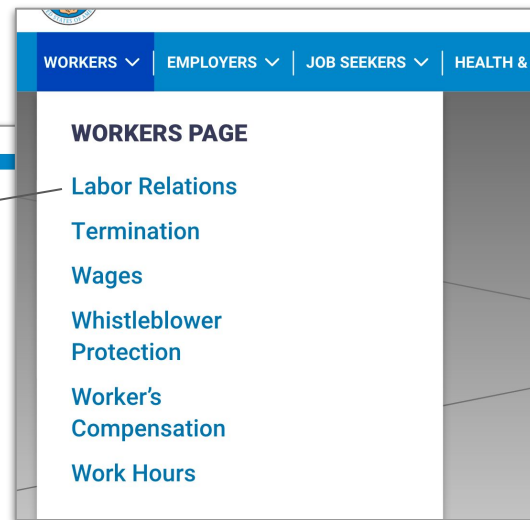 WORKERS EMPLOYERS JOB SEEKERS HEALTH &
WORKERS PAGE
Labor Relations
Termination
Wages
Whistleblower
Protection
Worker's
Compensation
Work Hours